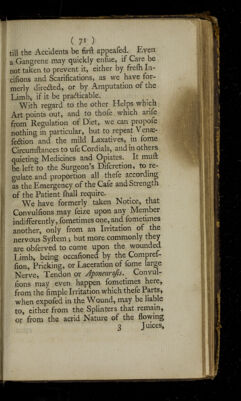 ( 71 )
till the Accidents be first appeased. Even
a Gangrene may quickly ensue, if Care be
not taken to prevent it, either by fresh In-
cisions and Scarifications, as we have for-
merly directed, or by Amputation of the
Limb, if it be practicable.
With regard to the other Helps which
Art points out, and to those which arise
from Regulation of Diet, we can propose
nothing in particular, but to repeat Venæ-
section and the mild Laxatives, in some
Circumstances to use Cordials, and in others
quieting Medicines and Opiates. It must
be left to the Surgeon's Discretion, to re-
gulate and proportion all these according
as the Emergency of the Case and Strength
of the Patient shall require.
We have formerly taken Notice, that
Convulsions may seize upon any Member
indifferently, sometimes one, and sometimes
another, only from an Irritation of the
nervous System; but more commonly they
are observed to come upon the wounded
Limb, being occasioned by the Compres-
sion, Pricking, or Laceration of some large
Nerve, Tendon or Aponeurosis. Convul-
sions may even happen sometimes here,
from the simple Irritation which these Parts,
when exposed in the Wound, may be liable
to, either from the Splinters that remain,
or from the acrid Nature of the flowing
3 Juices,